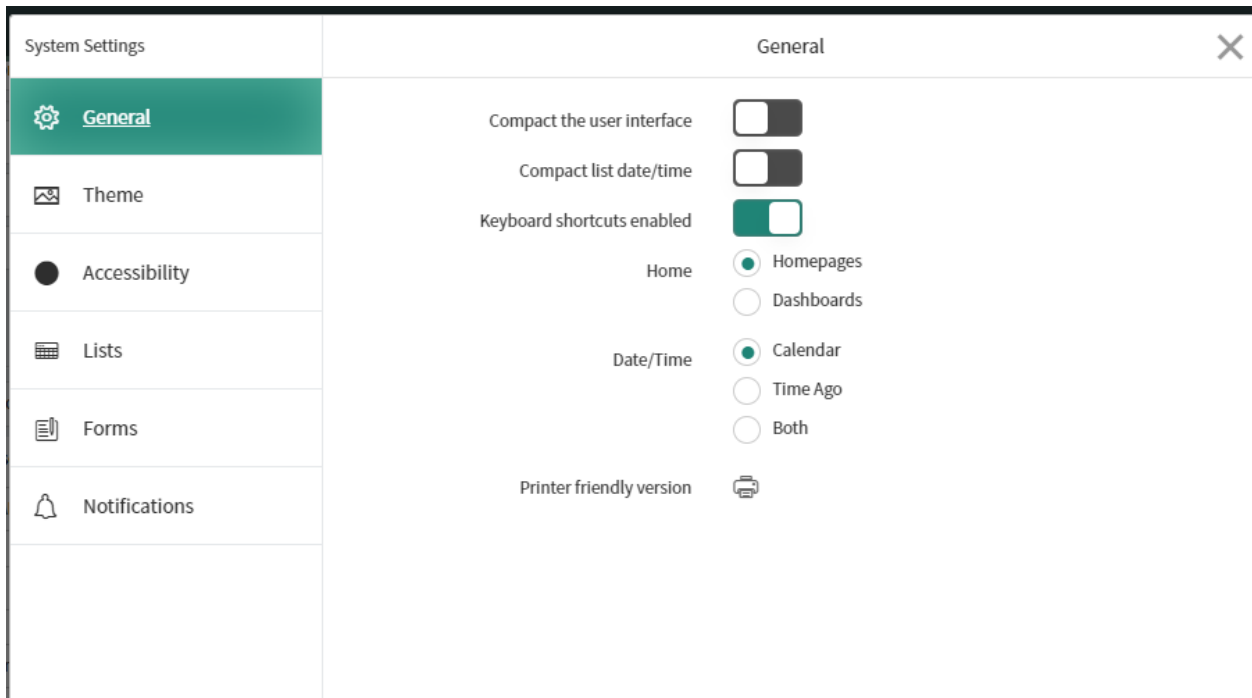 System Settings
General
General
Theme
Accessibility
Lists
Forms
Notifications
Compact the user interface
Compact list date/time
Keyboard shortcuts enabled
Home
Homepages
Dashboards
Date/Time
Calendar
Time Ago
Both
Printer friendly version